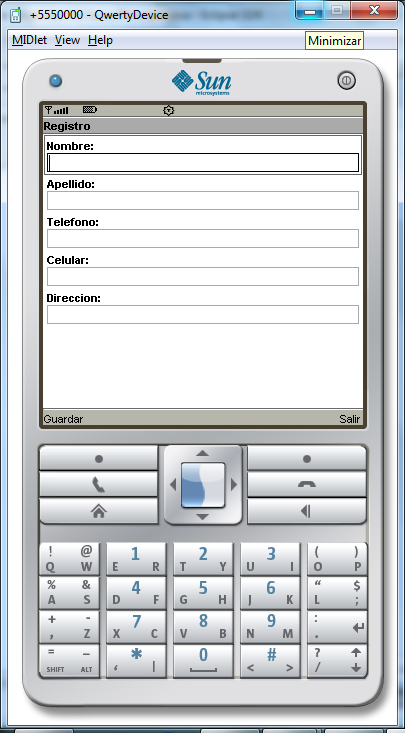 +5550000 - QwertyDevice
MIDlet View Help
Minimizar
Sun
microsystems
Registro
Nombre:
Apellido:
Telefono:
Celular:
Direccion:
Guardar Salir
! @ 1 2 3 ( )
Q W E R T Y U I O P
% & 4 5 6 " $
A S D F G H J K L ;
+ - 7 8 9 :
, Z X C V B N M .
= _ * 0 # ?
SHIFT ALT ‘ | < > /